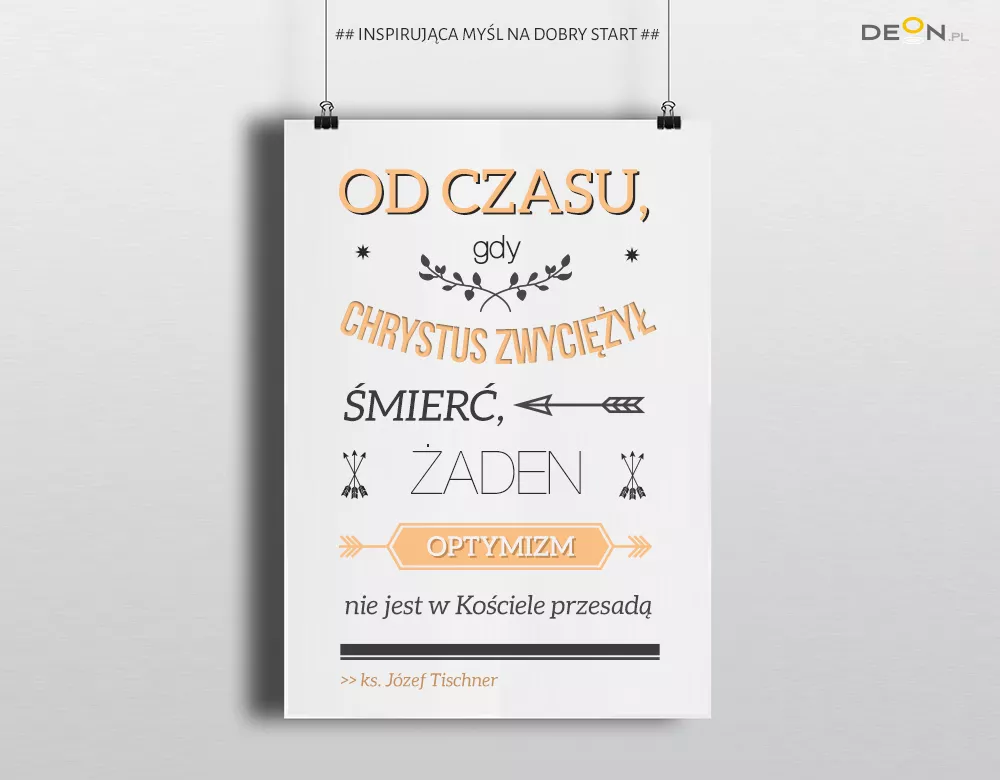 ## INSPIRUJĄCA MYŚL NA DOBRY START ##
DEON.PL
OD CZASU,
gdy
CHRYSTUS ZWYCIĘŻYŁ
ŚMIERĆ,
ŻADEN
OPTYMIZM
nie jest w Kościele przesadą
>> ks. Józef Tischner